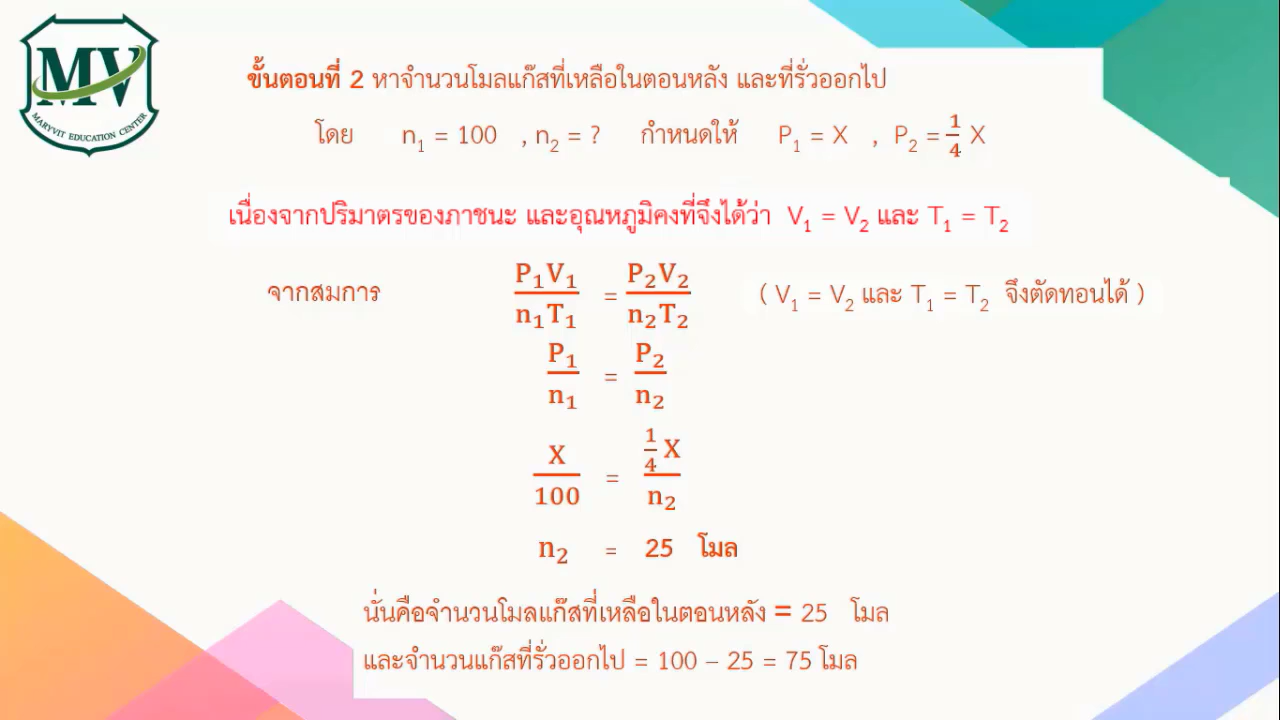 MV
MARYVIT EDUCATION CENTER
ขั้นตอนที่ 2 หาจำนวนโมลแก๊สที่เหลือในตอนหลัง และที่รั่วออกไป
โดย n₁ = 100 , n₂ = ? กำหนดให้ P₁ = X , P₂ = 1/4 X
เนื่องจากปริมาตรของภาชนะ และอุณหภูมิคงที่จึงได้ว่า V₁ = V₂ และ T₁ = T₂
จากสมการ P₁V₁/n₁T₁ = P₂V₂/n₂T₂ ( V₁ = V₂ และ T₁ = T₂ จึงตัดทอนได้ )
P₁/n₁ = P₂/n₂
X/100 = 1/4 X/n₂
n₂ = 25 โมล
นั่นคือจำนวนโมลแก๊สที่เหลือในตอนหลัง = 25 โมล
และจำนวนแก๊สที่รั่วออกไป = 100 – 25 = 75 โมล